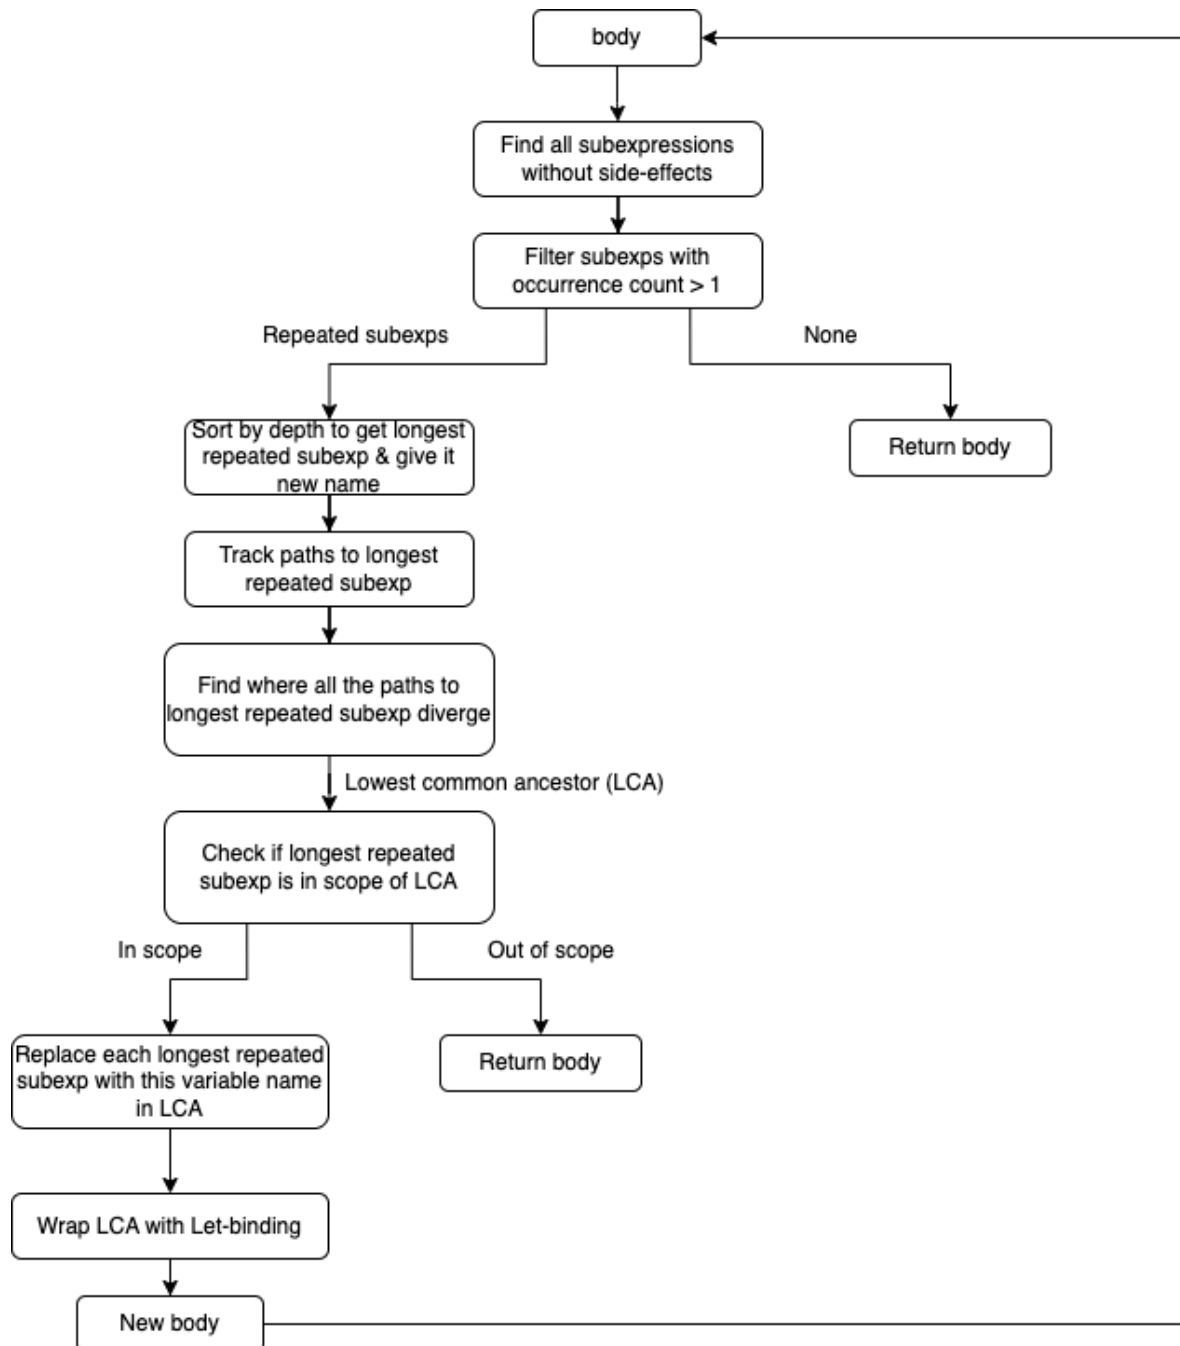 body
Find all subexpressions
without side-effects
Filter subexps with
occurrence count > 1
Repeated subexps
None
Sort by depth to get longest
repeated subexp & give it
new name
Return body
Track paths to longest
repeated subexp
Find where all the paths to
longest repeated subexp diverge
Lowest common ancestor (LCA)
Check if longest repeated
subexp is in scope of LCA
In scope
Out of scope
Replace each longest repeated
subexp with this variable name
in LCA
Return body
Wrap LCA with Let-binding
New body